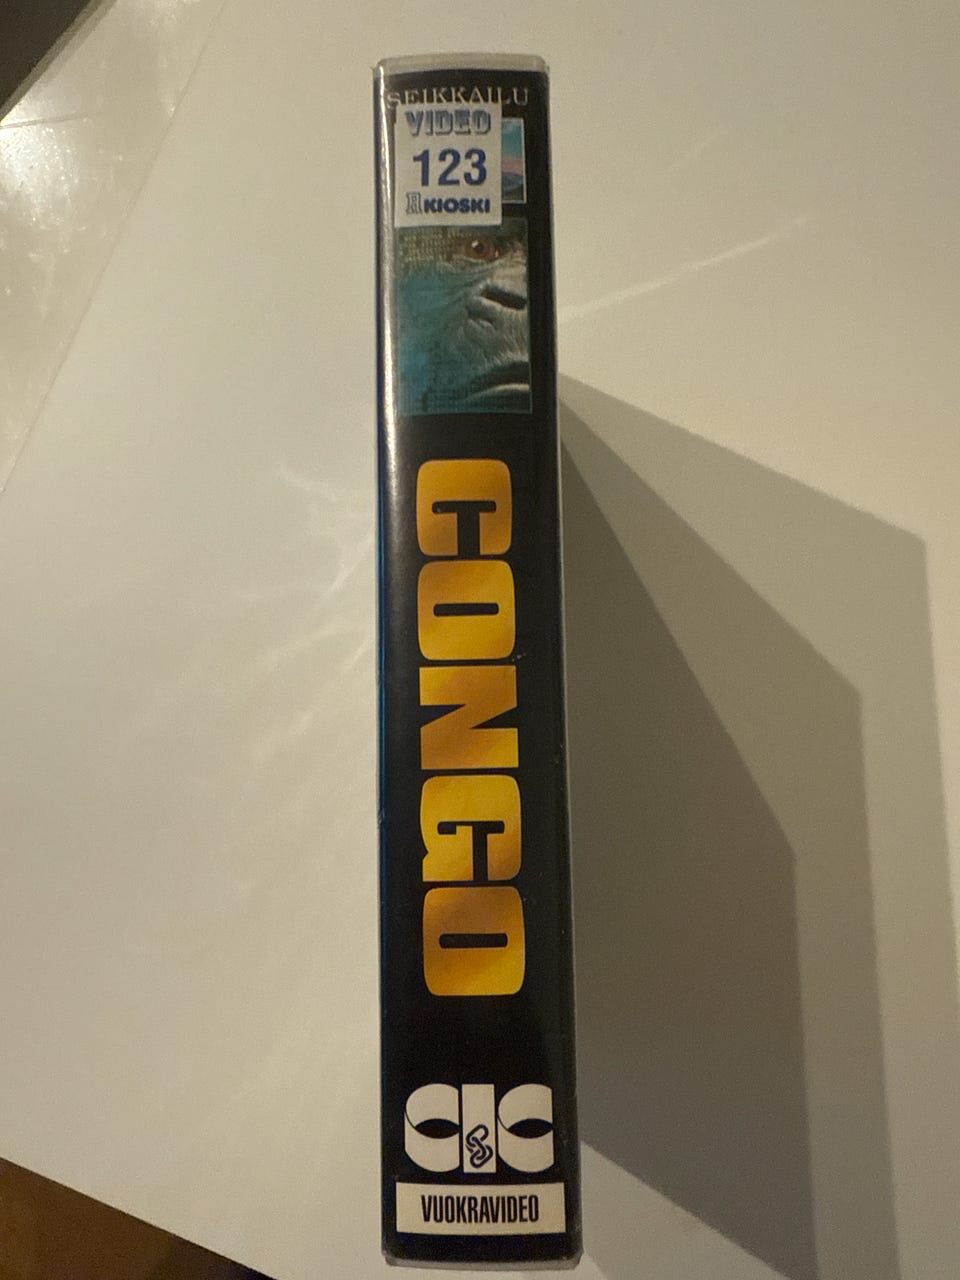 SEIKKAILU
VIDEO
123
R KIOSKI
CONGO
CIC
VUOKRAVIDEO